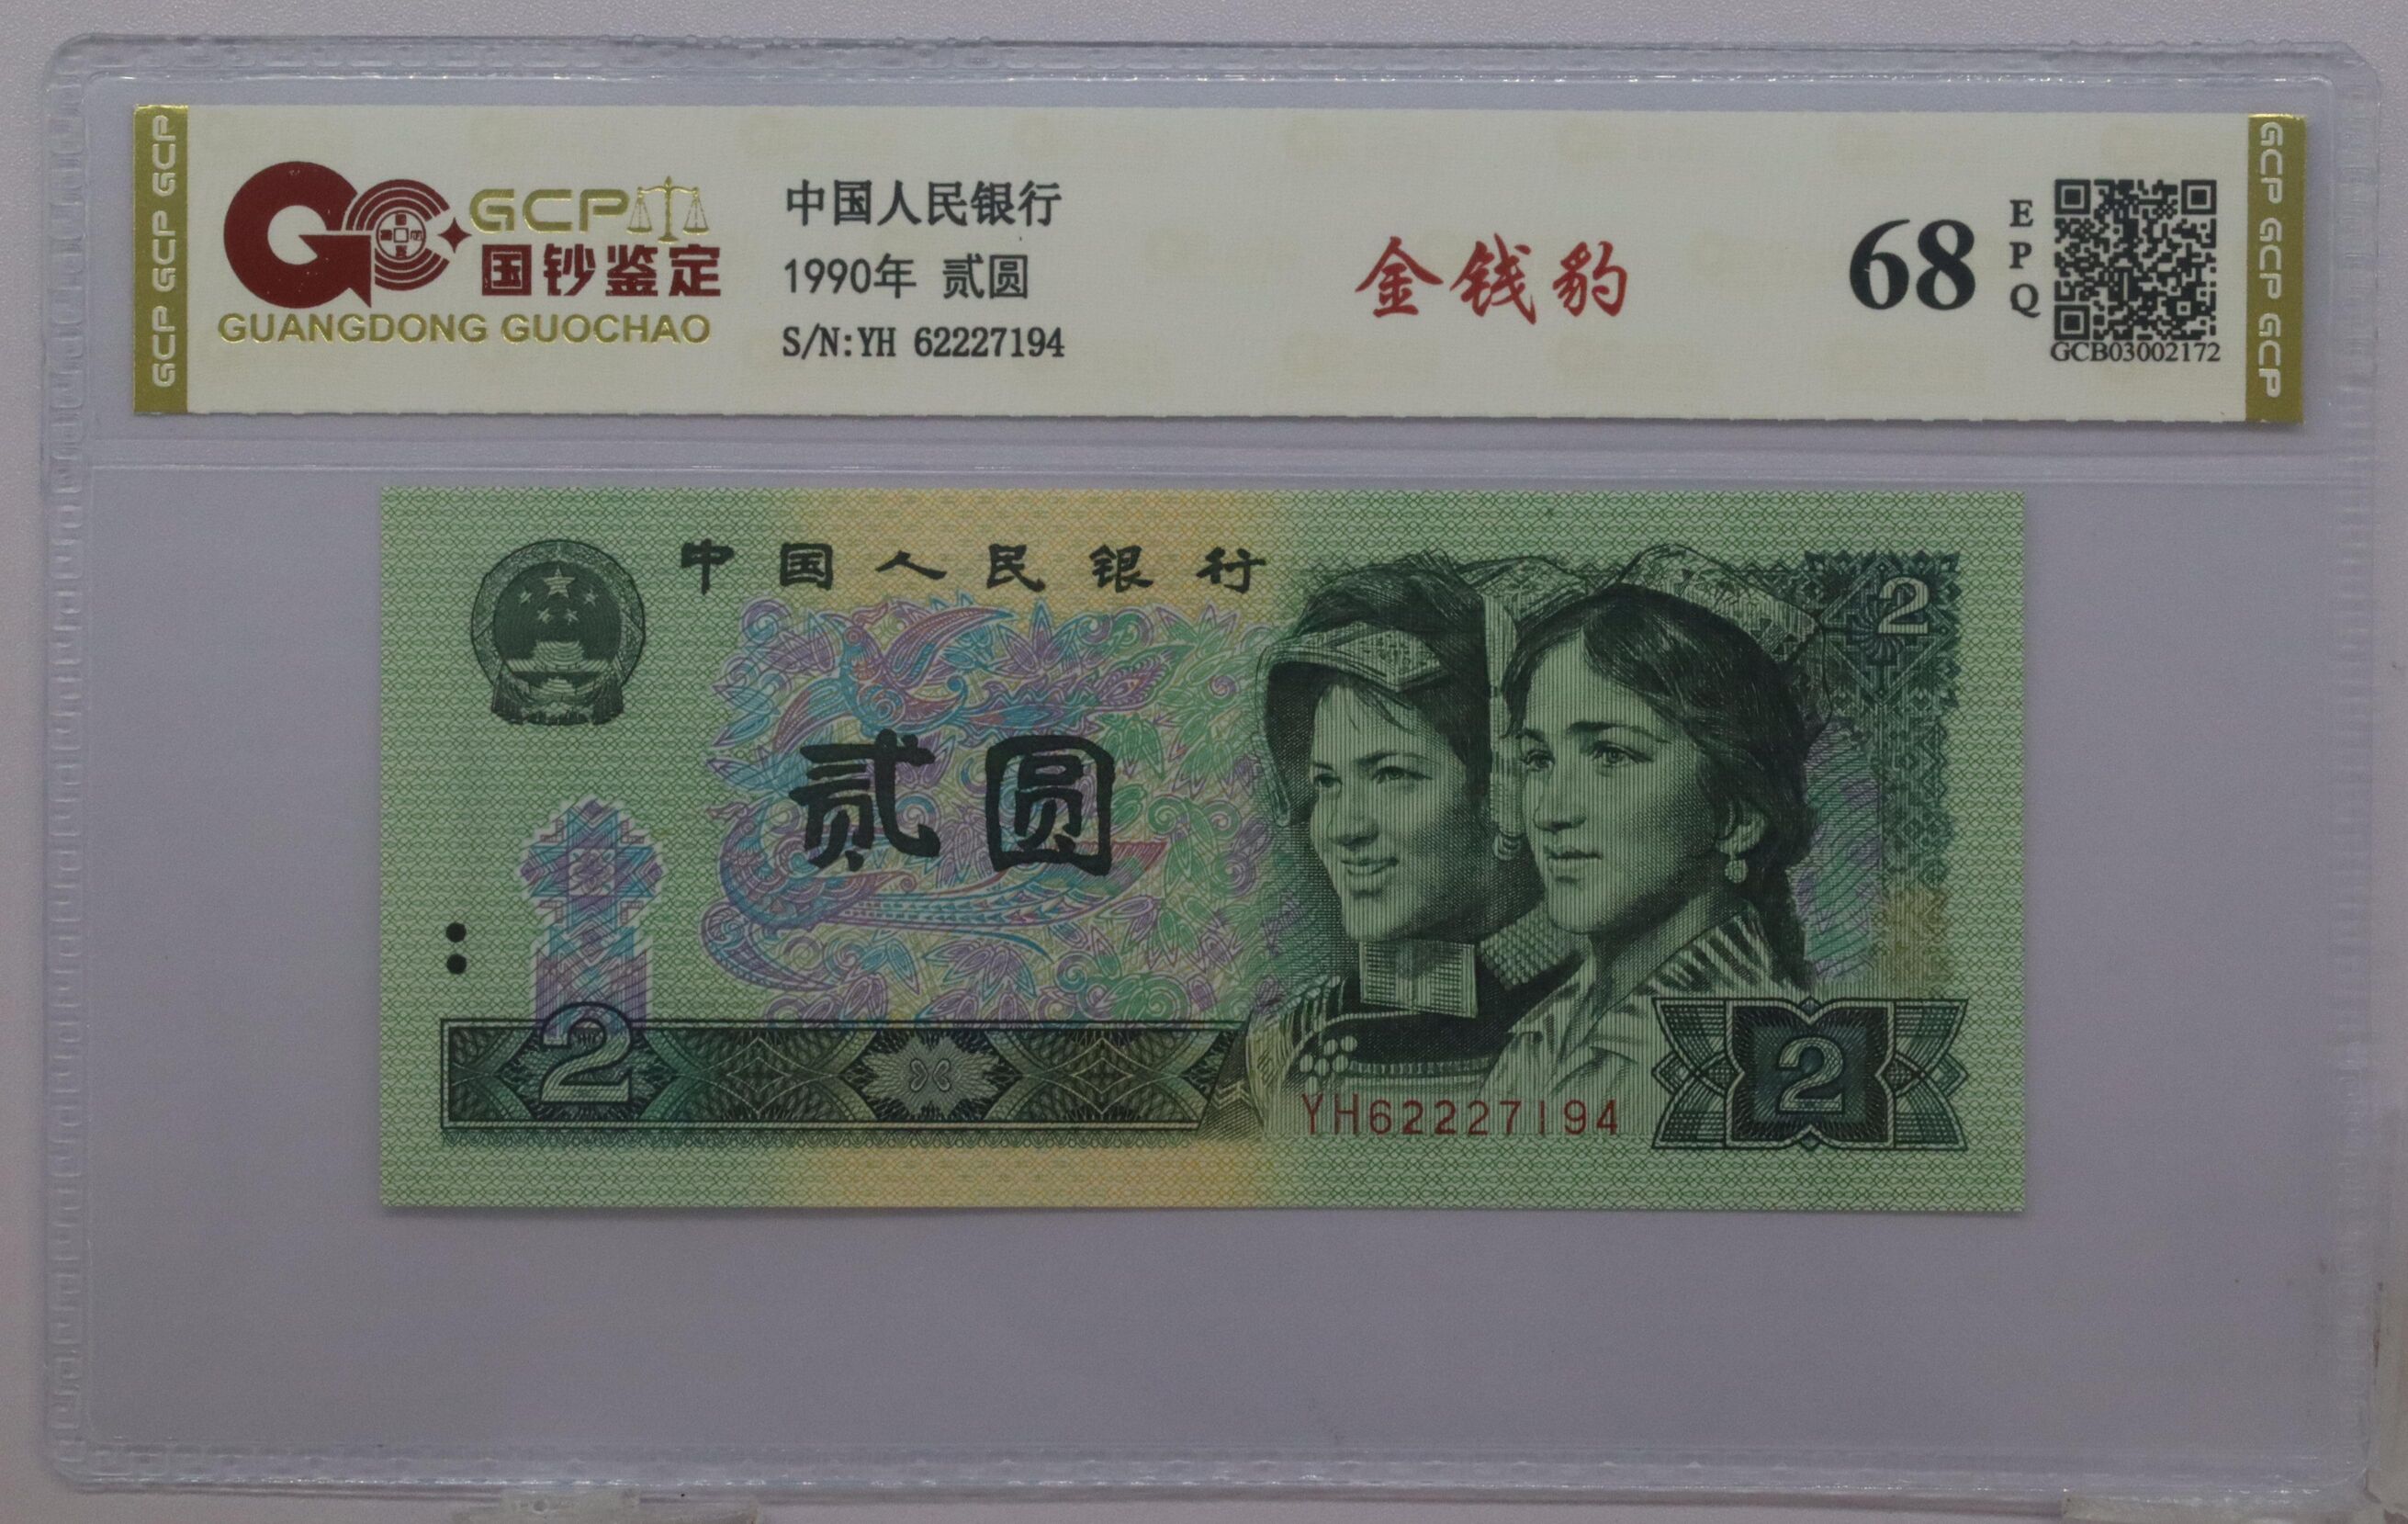 GCP GCP GCP
GCP
国钞鉴定
GUANGDONG GUOCHAO
中国人民银行
1990年 贰圆
S/N:YH 62227194
金钱豹
68
EPQ
GCB03002172
GCP GCP GCP GCP
中国人民银行
2
贰圆
2
YH62227194
2